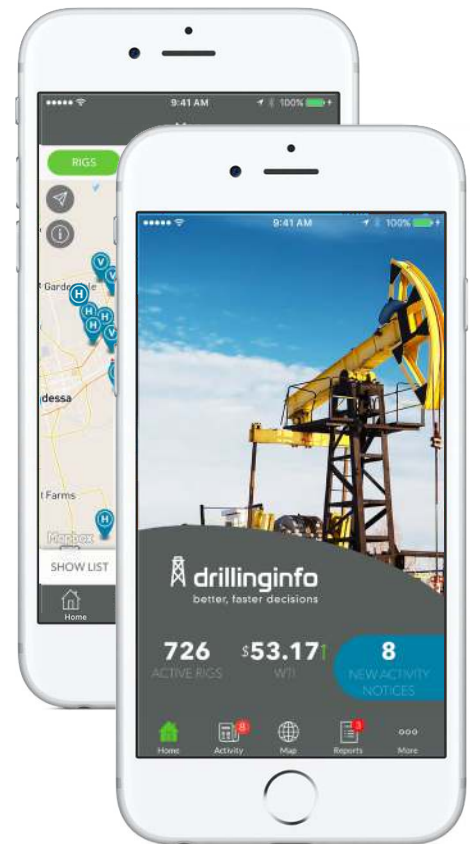 9:41 AM
100%
RIGS
V
H
Garde
H
H
H
V
dessa
t Farms
H
Mapbox
SHOW LIST
Home
9:41 AM
100%
drillinginfo
better, faster decisions
726
ACTIVE RIGS
$53.17↑
WTI
8
NEW ACTIVITY
NOTICES
8
3
Home
Activity
Map
Reports
More